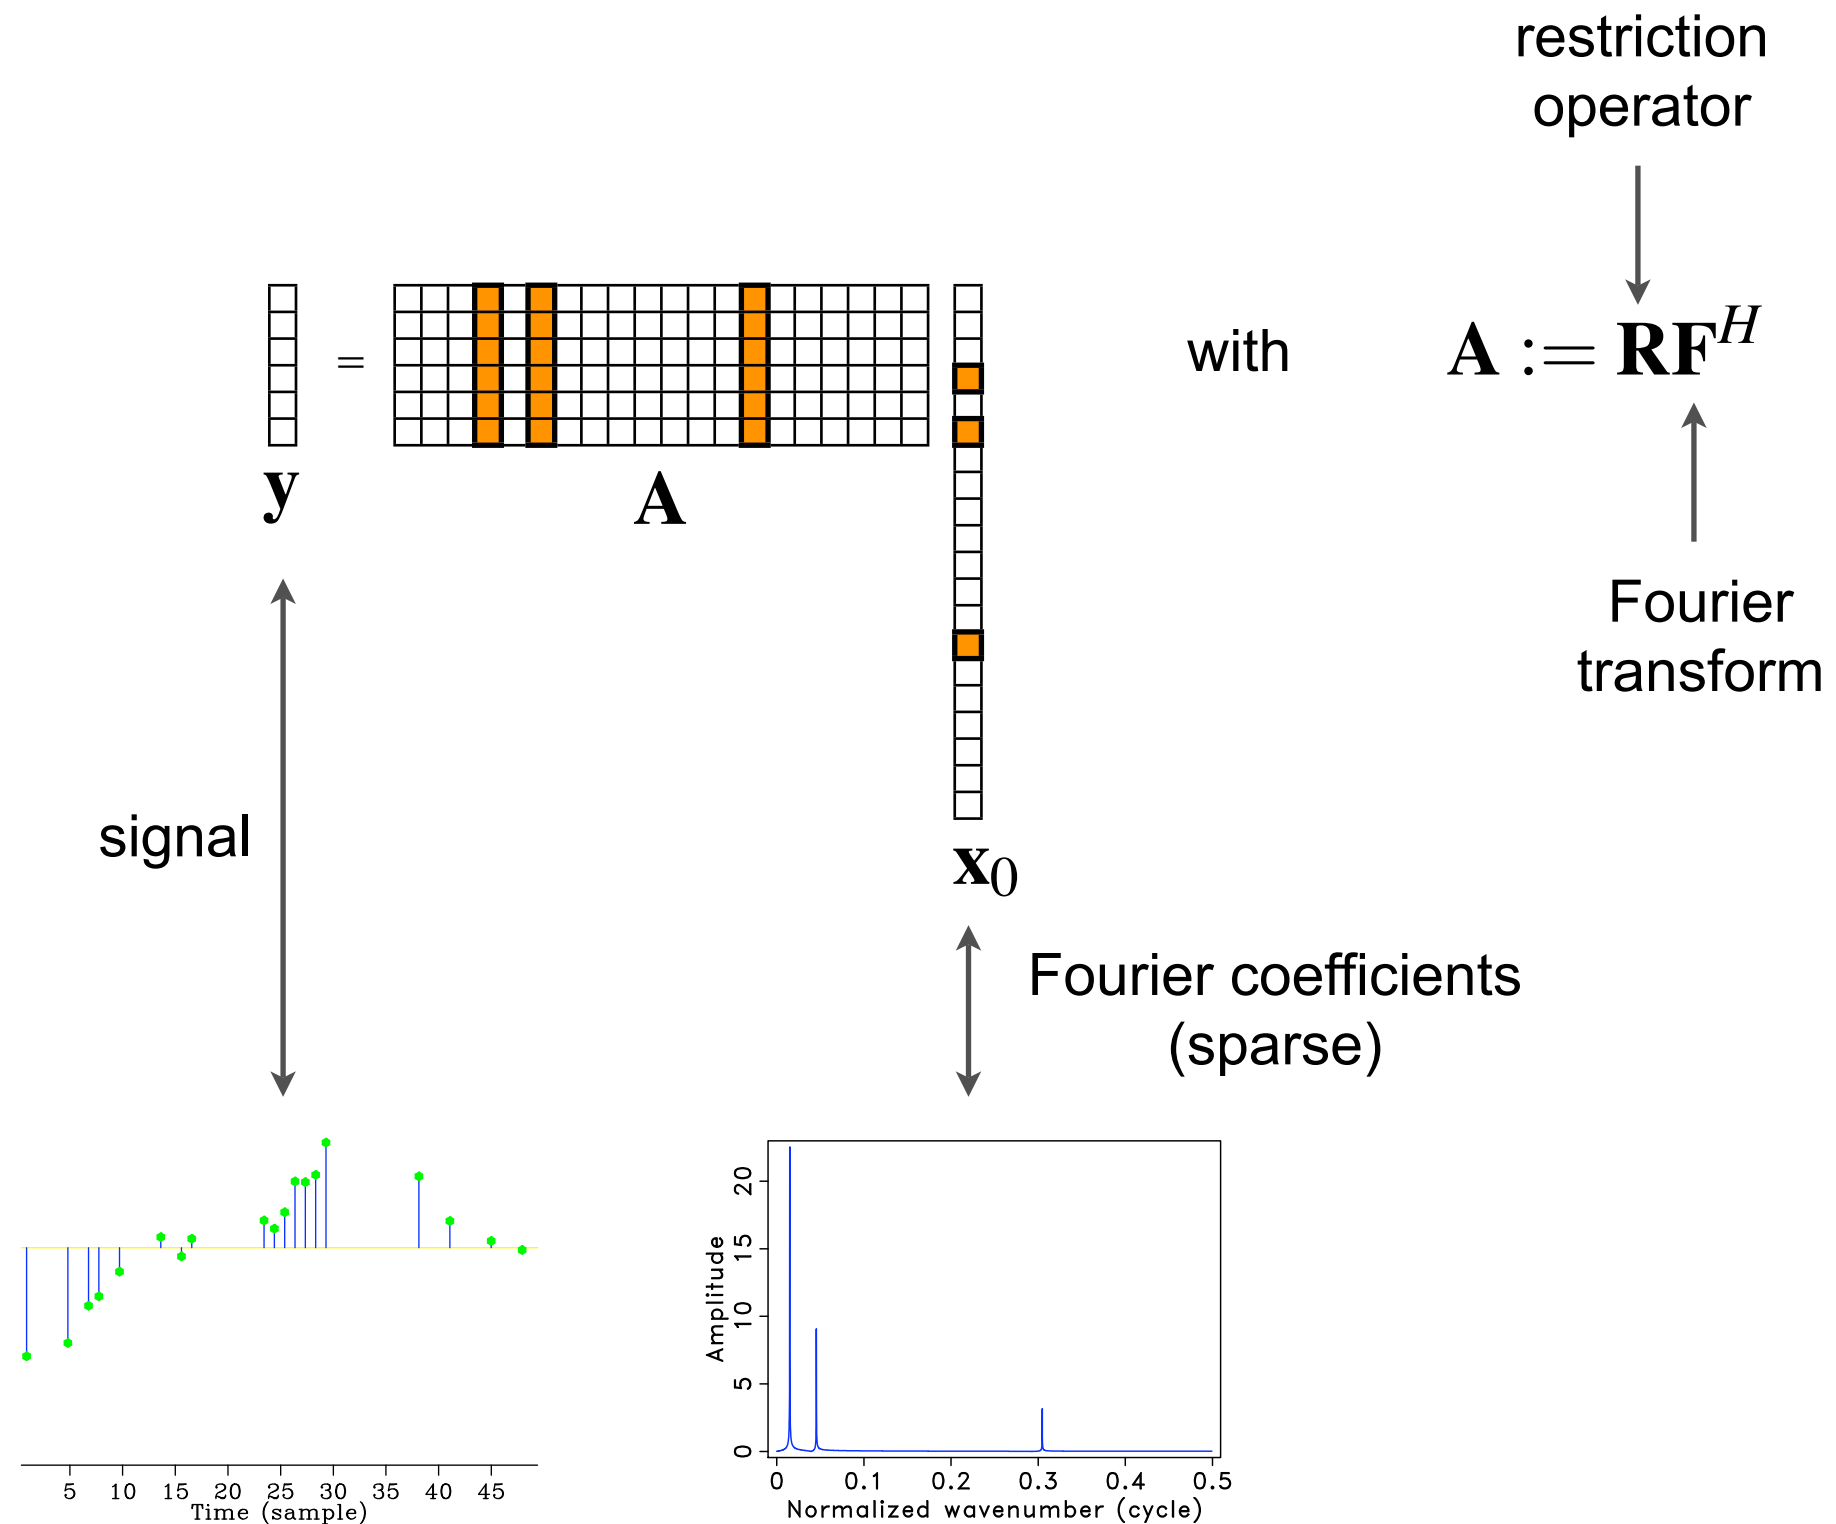 restriction
operator
=
with
A := RF^H
y
A
Fourier
transform
signal
x_0
Fourier coefficients
(sparse)
5 10 15 20 25 30 35 40 45
Time (sample)
Amplitude
20
15
10
5
0
0 0.1 0.2 0.3 0.4 0.5
Normalized wavenumber (cycle)